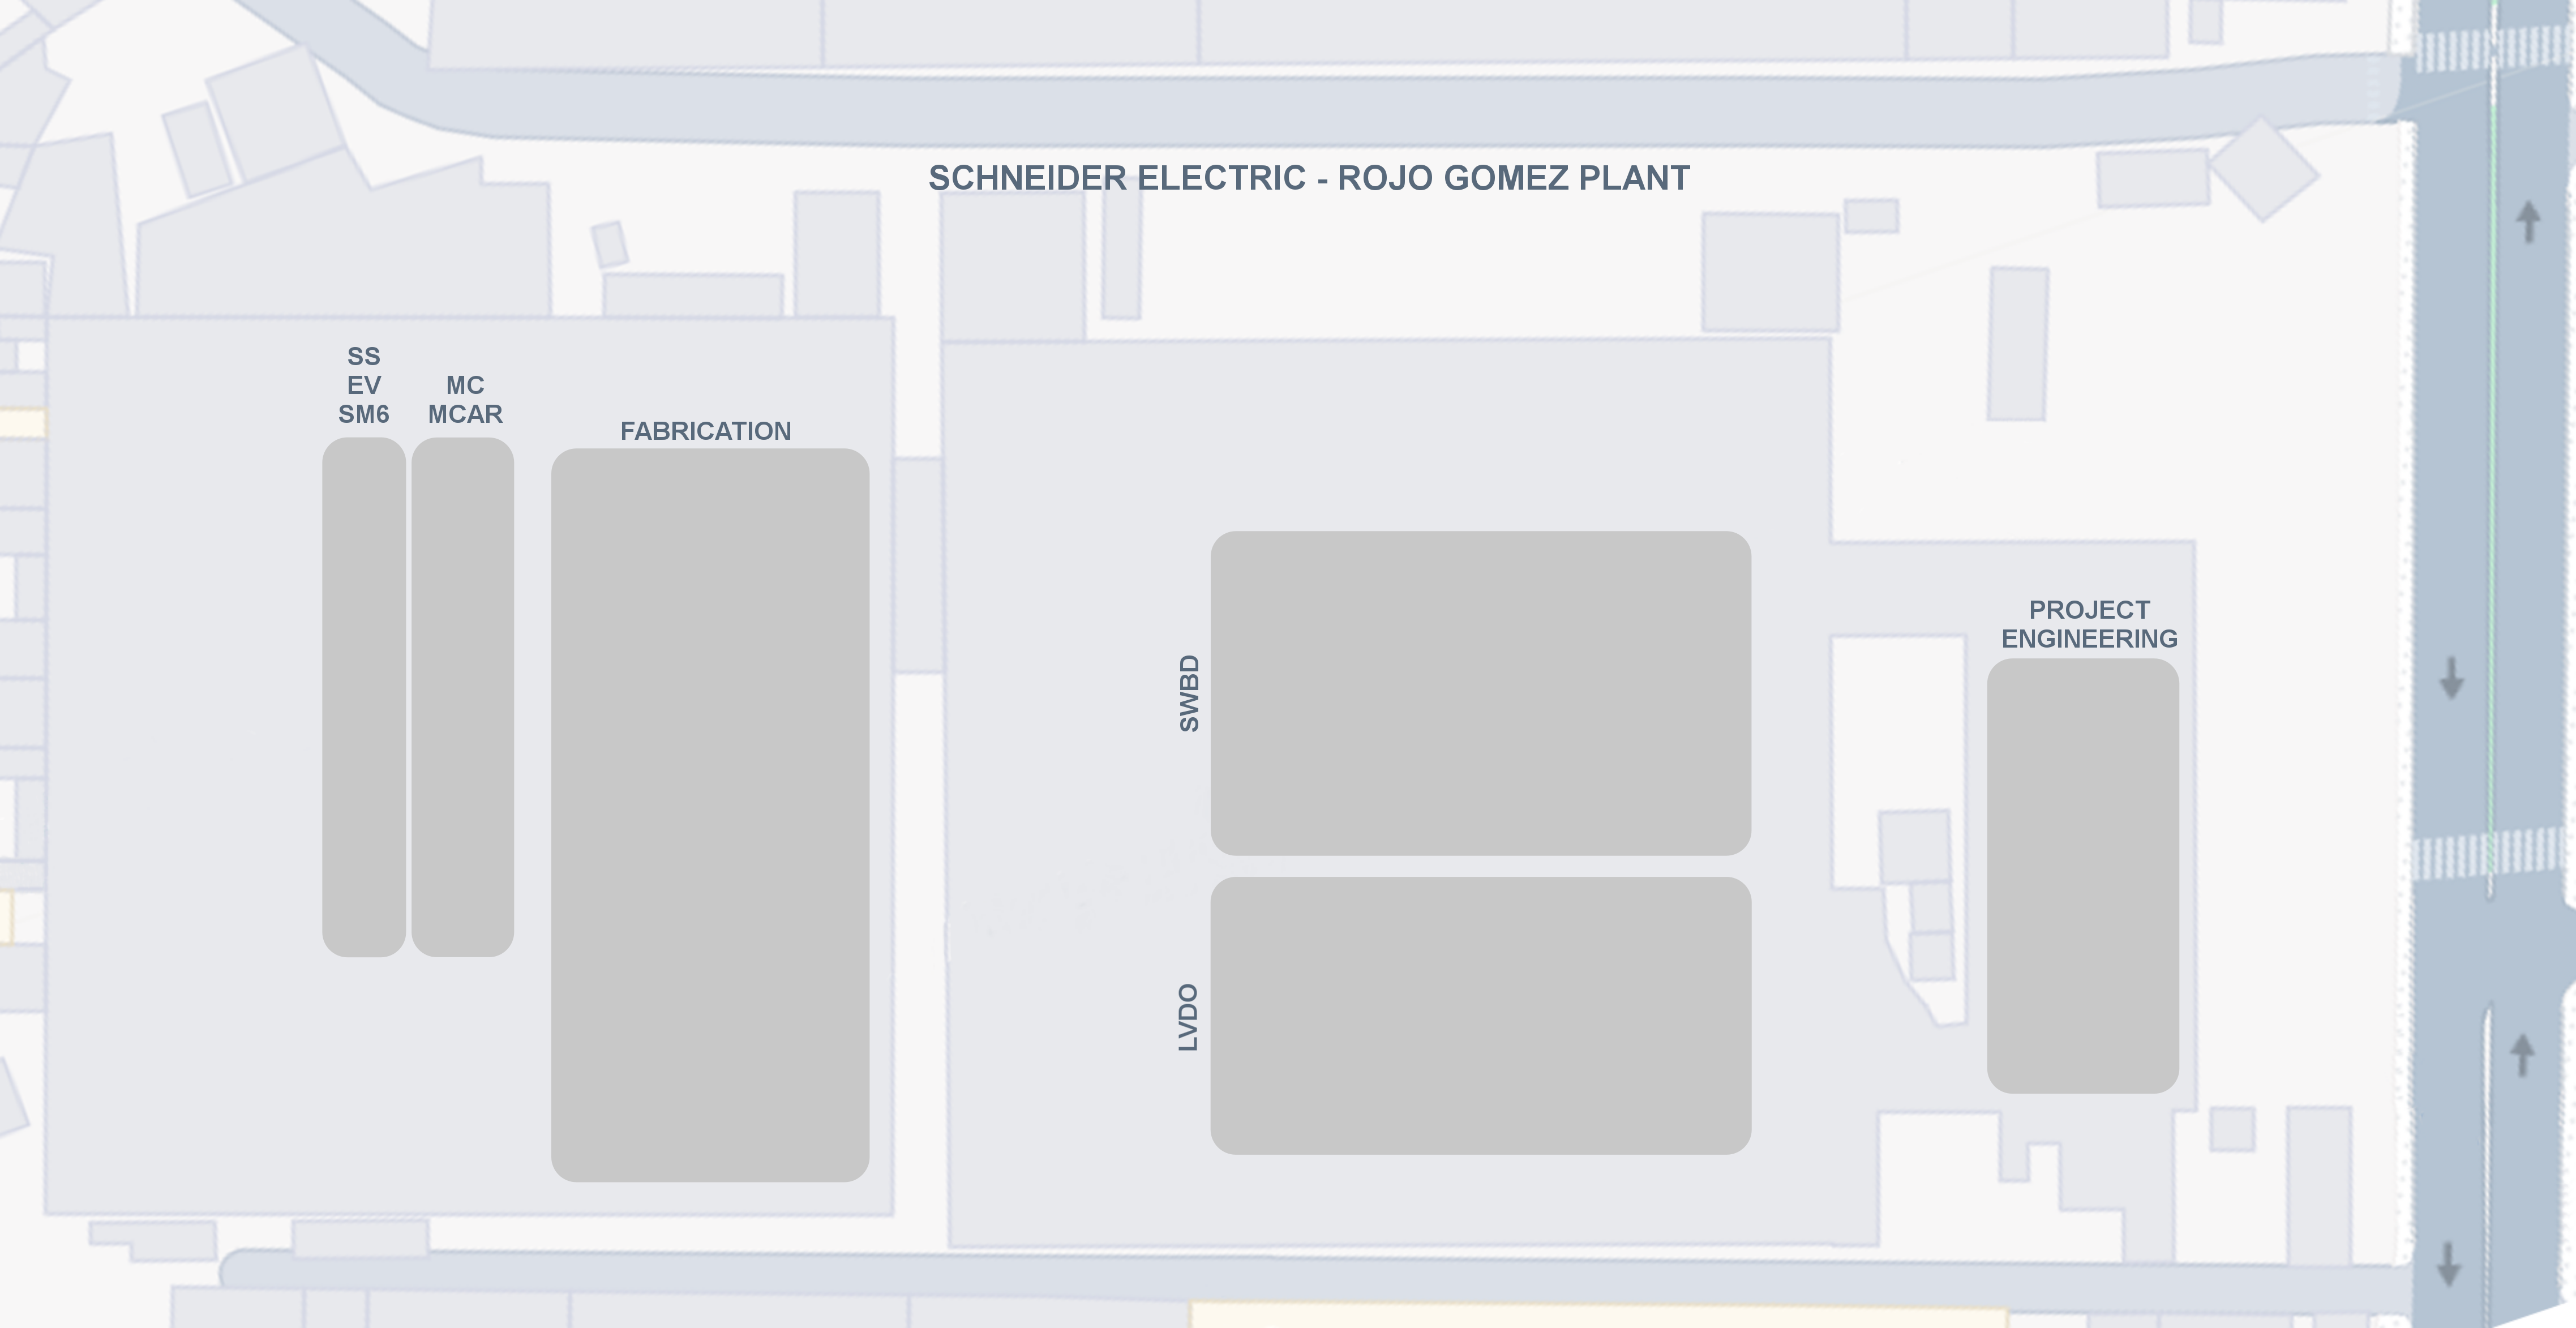 SCHNEIDER ELECTRIC - ROJO GOMEZ PLANT
SS
EV
SM6
MC
MCAR
FABRICATION
SWBD
LVDO
PROJECT
ENGINEERING